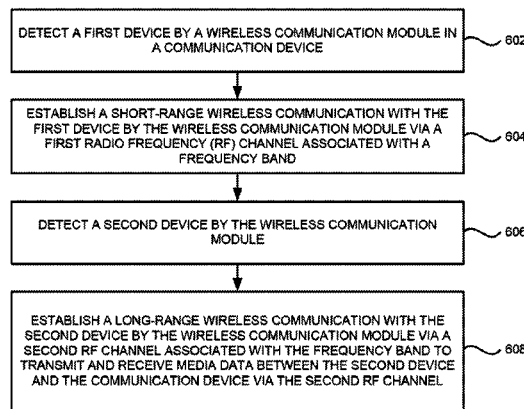 DETECT A FIRST DEVICE BY A WIRELESS COMMUNICATION MODULE IN
A COMMUNICATION DEVICE
602
ESTABLISH A SHORT-RANGE WIRELESS COMMUNICATION WITH THE
FIRST DEVICE BY THE WIRELESS COMMUNICATION MODULE VIA A
FIRST RADIO FREQUENCY (RF) CHANNEL ASSOCIATED WITH A
FREQUENCY BAND
604
DETECT A SECOND DEVICE BY THE WIRELESS COMMUNICATION
MODULE
606
ESTABLISH A LONG-RANGE WIRELESS COMMUNICATION WITH THE
SECOND DEVICE BY THE WIRELESS COMMUNICATION MODULE VIA A
SECOND RF CHANNEL ASSOCIATED WITH THE FREQUENCY BAND TO
TRANSMIT AND RECEIVE MEDIA DATA BETWEEN THE SECOND DEVICE
AND THE COMMUNICATION DEVICE VIA THE SECOND RF CHANNEL
608